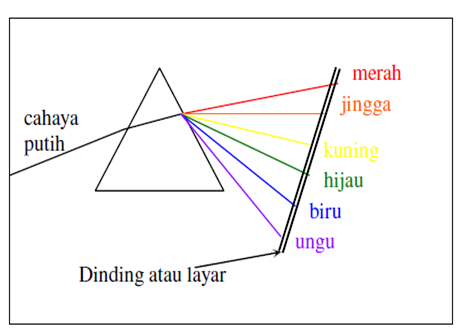 merah
jingga
cahaya
putih
kuning
hijau
biru
ungu
Dinding atau layar